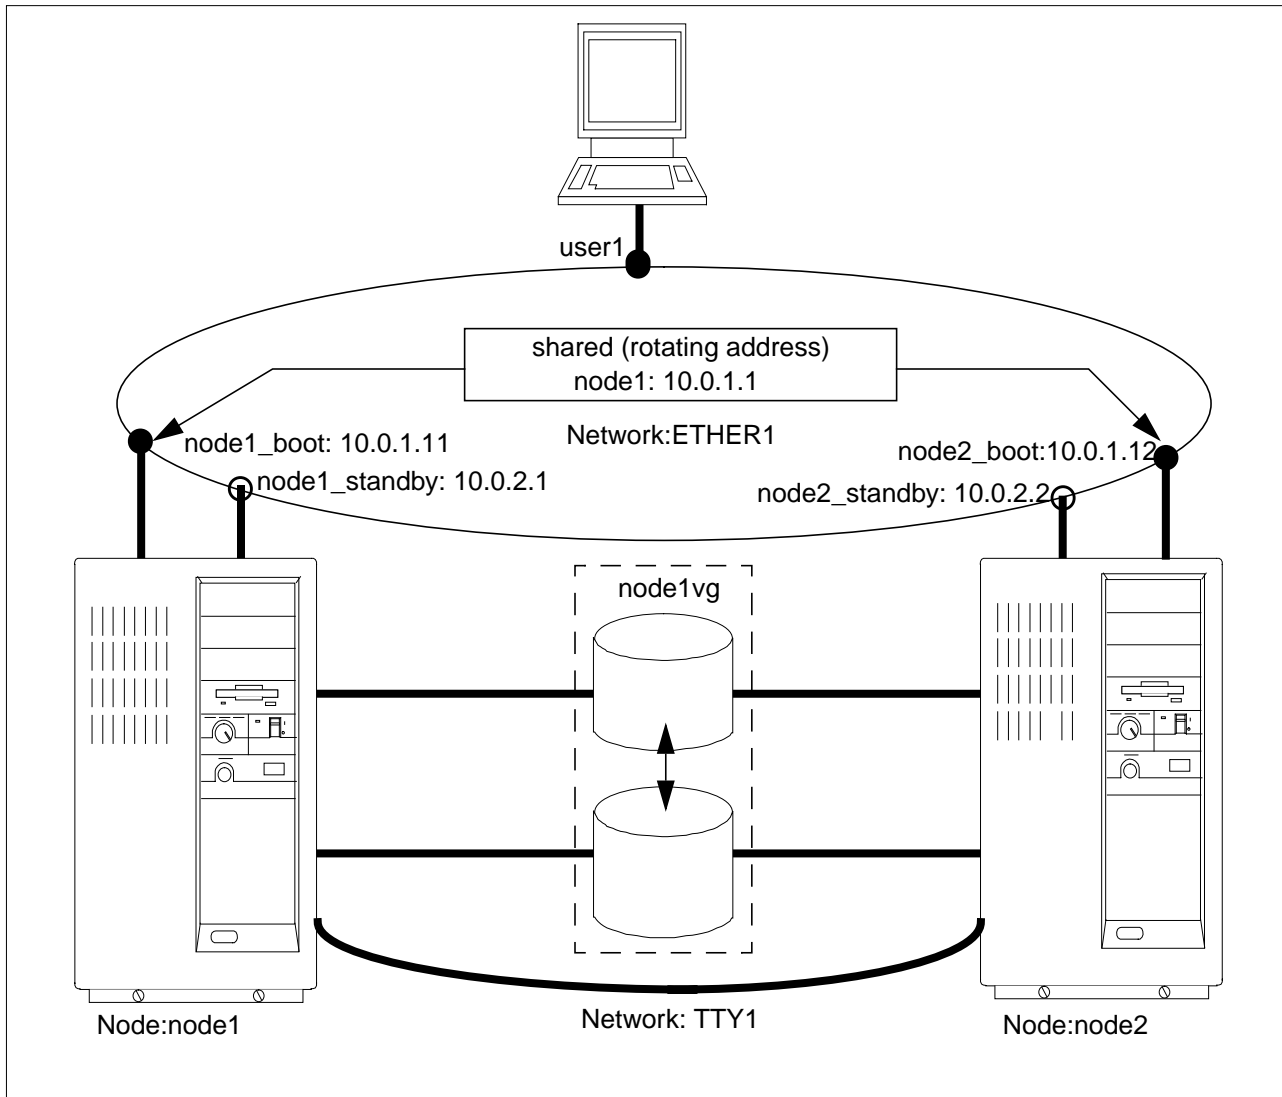 user1
shared (rotating address)
node1: 10.0.1.1
Network:ETHER1
node1_boot: 10.0.1.11
node2_boot:10.0.1.12
node1_standby: 10.0.2.1
node2_standby: 10.0.2.2
node1vg
Node:node1
Network: TTY1
Node:node2